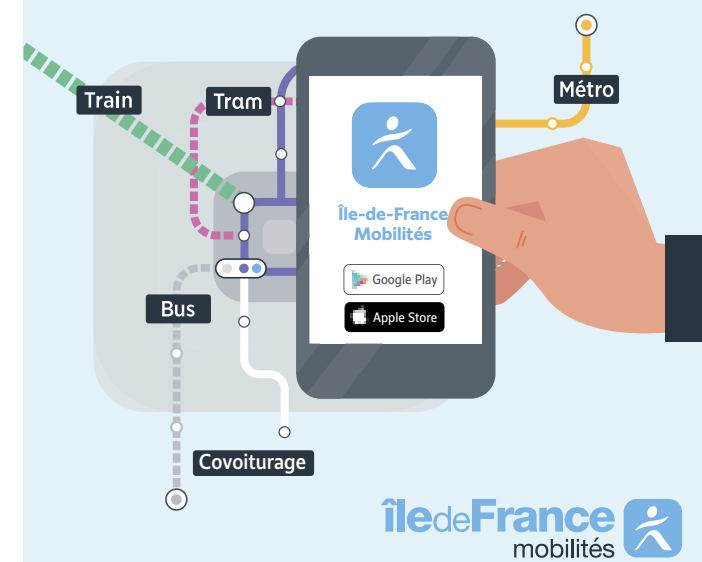 Train
Tram
Métro
Île-de-France
Mobilités
Google Play
Apple Store
Bus
Covoiturage
îledeFrance
mobilités